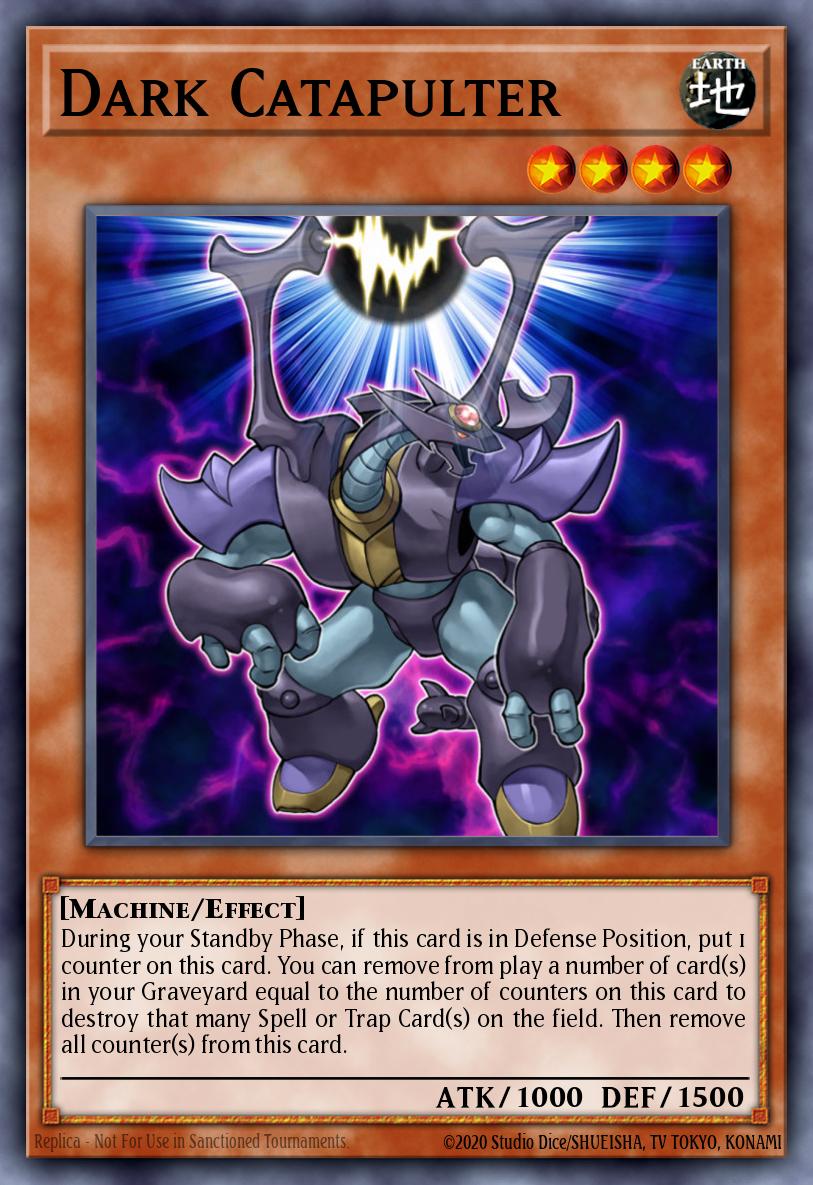 Dark Catapulter
EARTH
地
[Machine/Effect]
During your Standby Phase, if this card is in Defense Position, put 1
counter on this card. You can remove from play a number of card(s)
in your Graveyard equal to the number of counters on this card to
destroy that many Spell or Trap Card(s) on the field. Then remove
all counter(s) from this card.
ATK/1000 DEF/1500
Replica - Not For Use in Sanctioned Tournaments.
©2020 Studio Dice/SHUEISHA, TV TOKYO, KONAMI